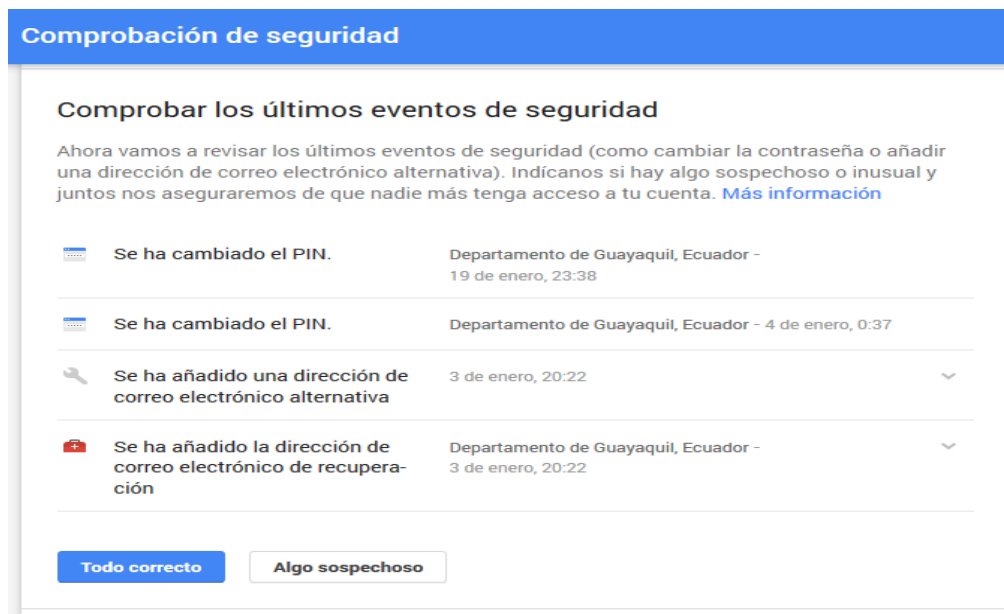 Comprobación de seguridad
Comprobar los últimos eventos de seguridad
Ahora vamos a revisar los últimos eventos de seguridad (como cambiar la contraseña o añadir
una dirección de correo electrónico alternativa). Indícanos si hay algo sospechoso o inusual y
juntos nos aseguraremos de que nadie más tenga acceso a tu cuenta. Más información
Se ha cambiado el PIN.
Departamento de Guayaquil, Ecuador -
19 de enero, 23:38
Se ha cambiado el PIN.
Departamento de Guayaquil, Ecuador - 4 de enero, 0:37
Se ha añadido una dirección de
correo electrónico alternativa
3 de enero, 20:22
Se ha añadido la dirección de
correo electrónico de recupera-
ción
Departamento de Guayaquil, Ecuador -
3 de enero, 20:22
Todo correcto
Algo sospechoso